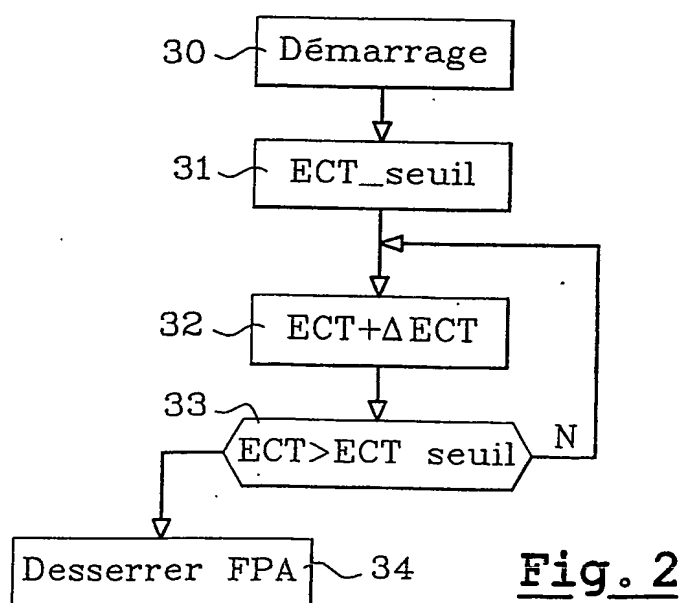 30 Démarrage
31 ECT_seuil
32 ECT+ΔECT
33
ECT>ECT seuil N
Desserrer FPA 34
Fig. 2